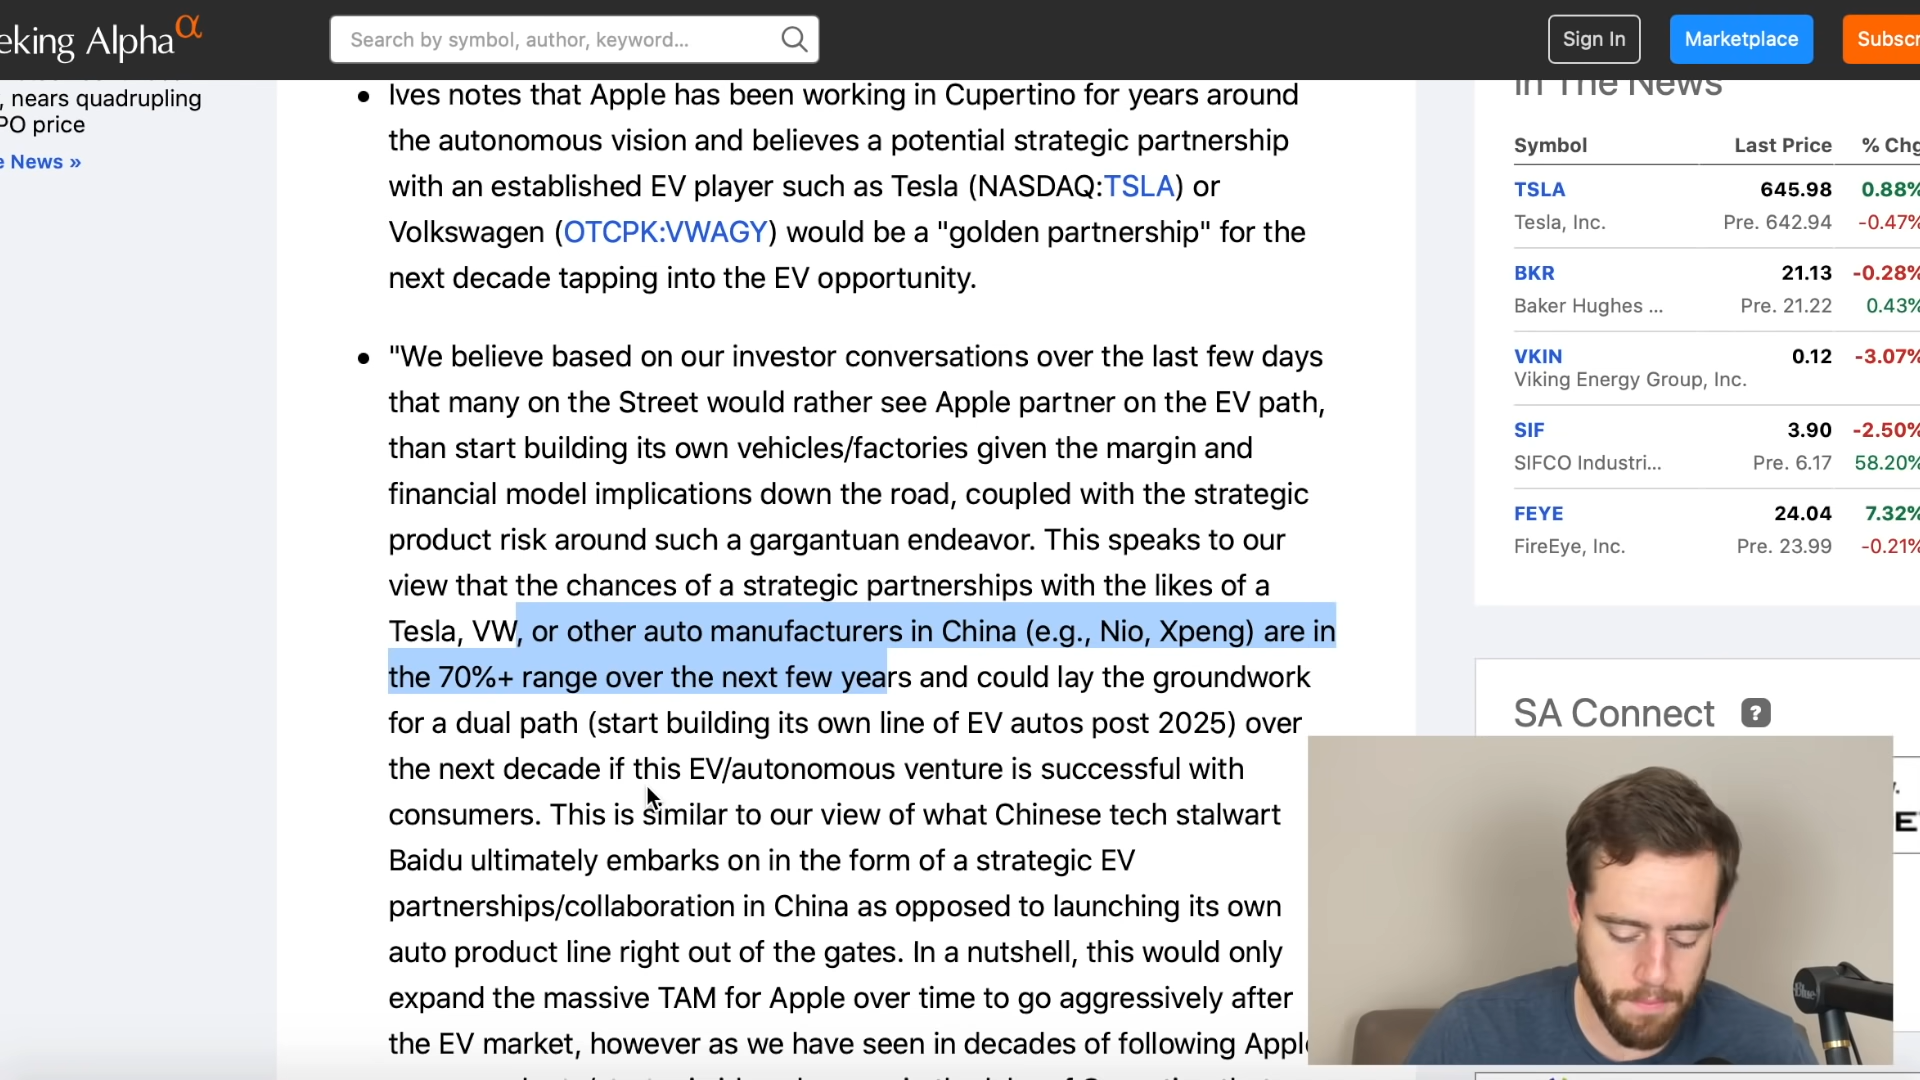 eking Alpha α
Search by symbol, author, keyword...
Sign In
Marketplace
Subscr
, nears quadrupling
PO price
e News »
Ives notes that Apple has been working in Cupertino for years around
the autonomous vision and believes a potential strategic partnership
with an established EV player such as Tesla (NASDAQ:TSLA) or
Volkswagen (OTCPK:VWAGY) would be a "golden partnership" for the
next decade tapping into the EV opportunity.
"We believe based on our investor conversations over the last few days
that many on the Street would rather see Apple partner on the EV path,
than start building its own vehicles/factories given the margin and
financial model implications down the road, coupled with the strategic
product risk around such a gargantuan endeavor. This speaks to our
view that the chances of a strategic partnerships with the likes of a
Tesla, VW, or other auto manufacturers in China (e.g., Nio, Xpeng) are in
the 70%+ range over the next few years and could lay the groundwork
for a dual path (start building its own line of EV autos post 2025) over
the next decade if this EV/autonomous venture is successful with
consumers. This is similar to our view of what Chinese tech stalwart
Baidu ultimately embarks on in the form of a strategic EV
partnerships/collaboration in China as opposed to launching its own
auto product line right out of the gates. In a nutshell, this would only
expand the massive TAM for Apple over time to go aggressively after
the EV market, however as we have seen in decades of following Apple
In The News
Symbol Last Price % Chg
TSLA 645.98 0.88%
Tesla, Inc. Pre. 642.94 -0.47%
BKR 21.13 -0.28%
Baker Hughes ... Pre. 21.22 0.43%
VKIN 0.12 -3.07%
Viking Energy Group, Inc.
SIF 3.90 -2.50%
SIFCO Industri... Pre. 6.17 58.20%
FEYE 24.04 7.32%
FireEye, Inc. Pre. 23.99 -0.21%
SA Connect ?
Blue